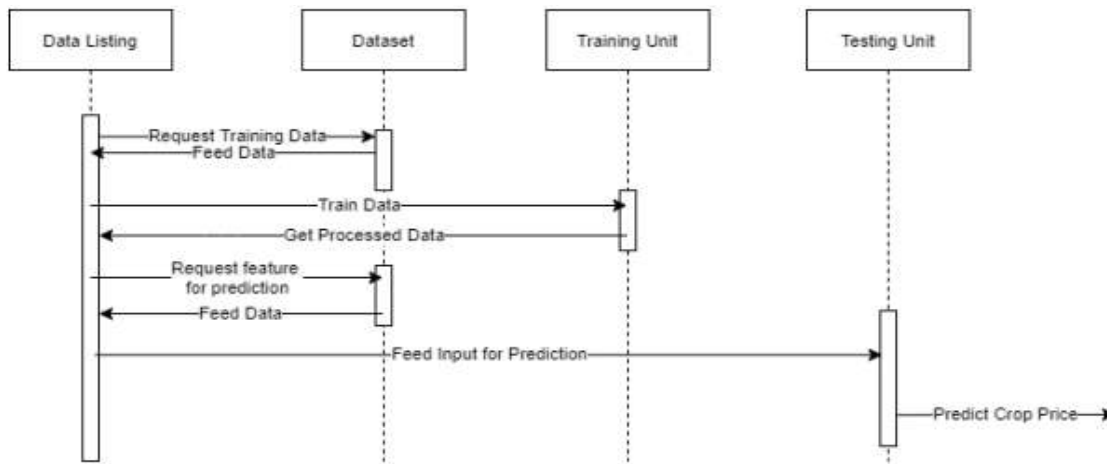 Data Listing
Dataset
Training Unit
Testing Unit
Request Training Data
Feed Data
Train Data
Get Processed Data
Request feature
for prediction
Feed Data
Feed Input for Prediction
Predict Crop Price